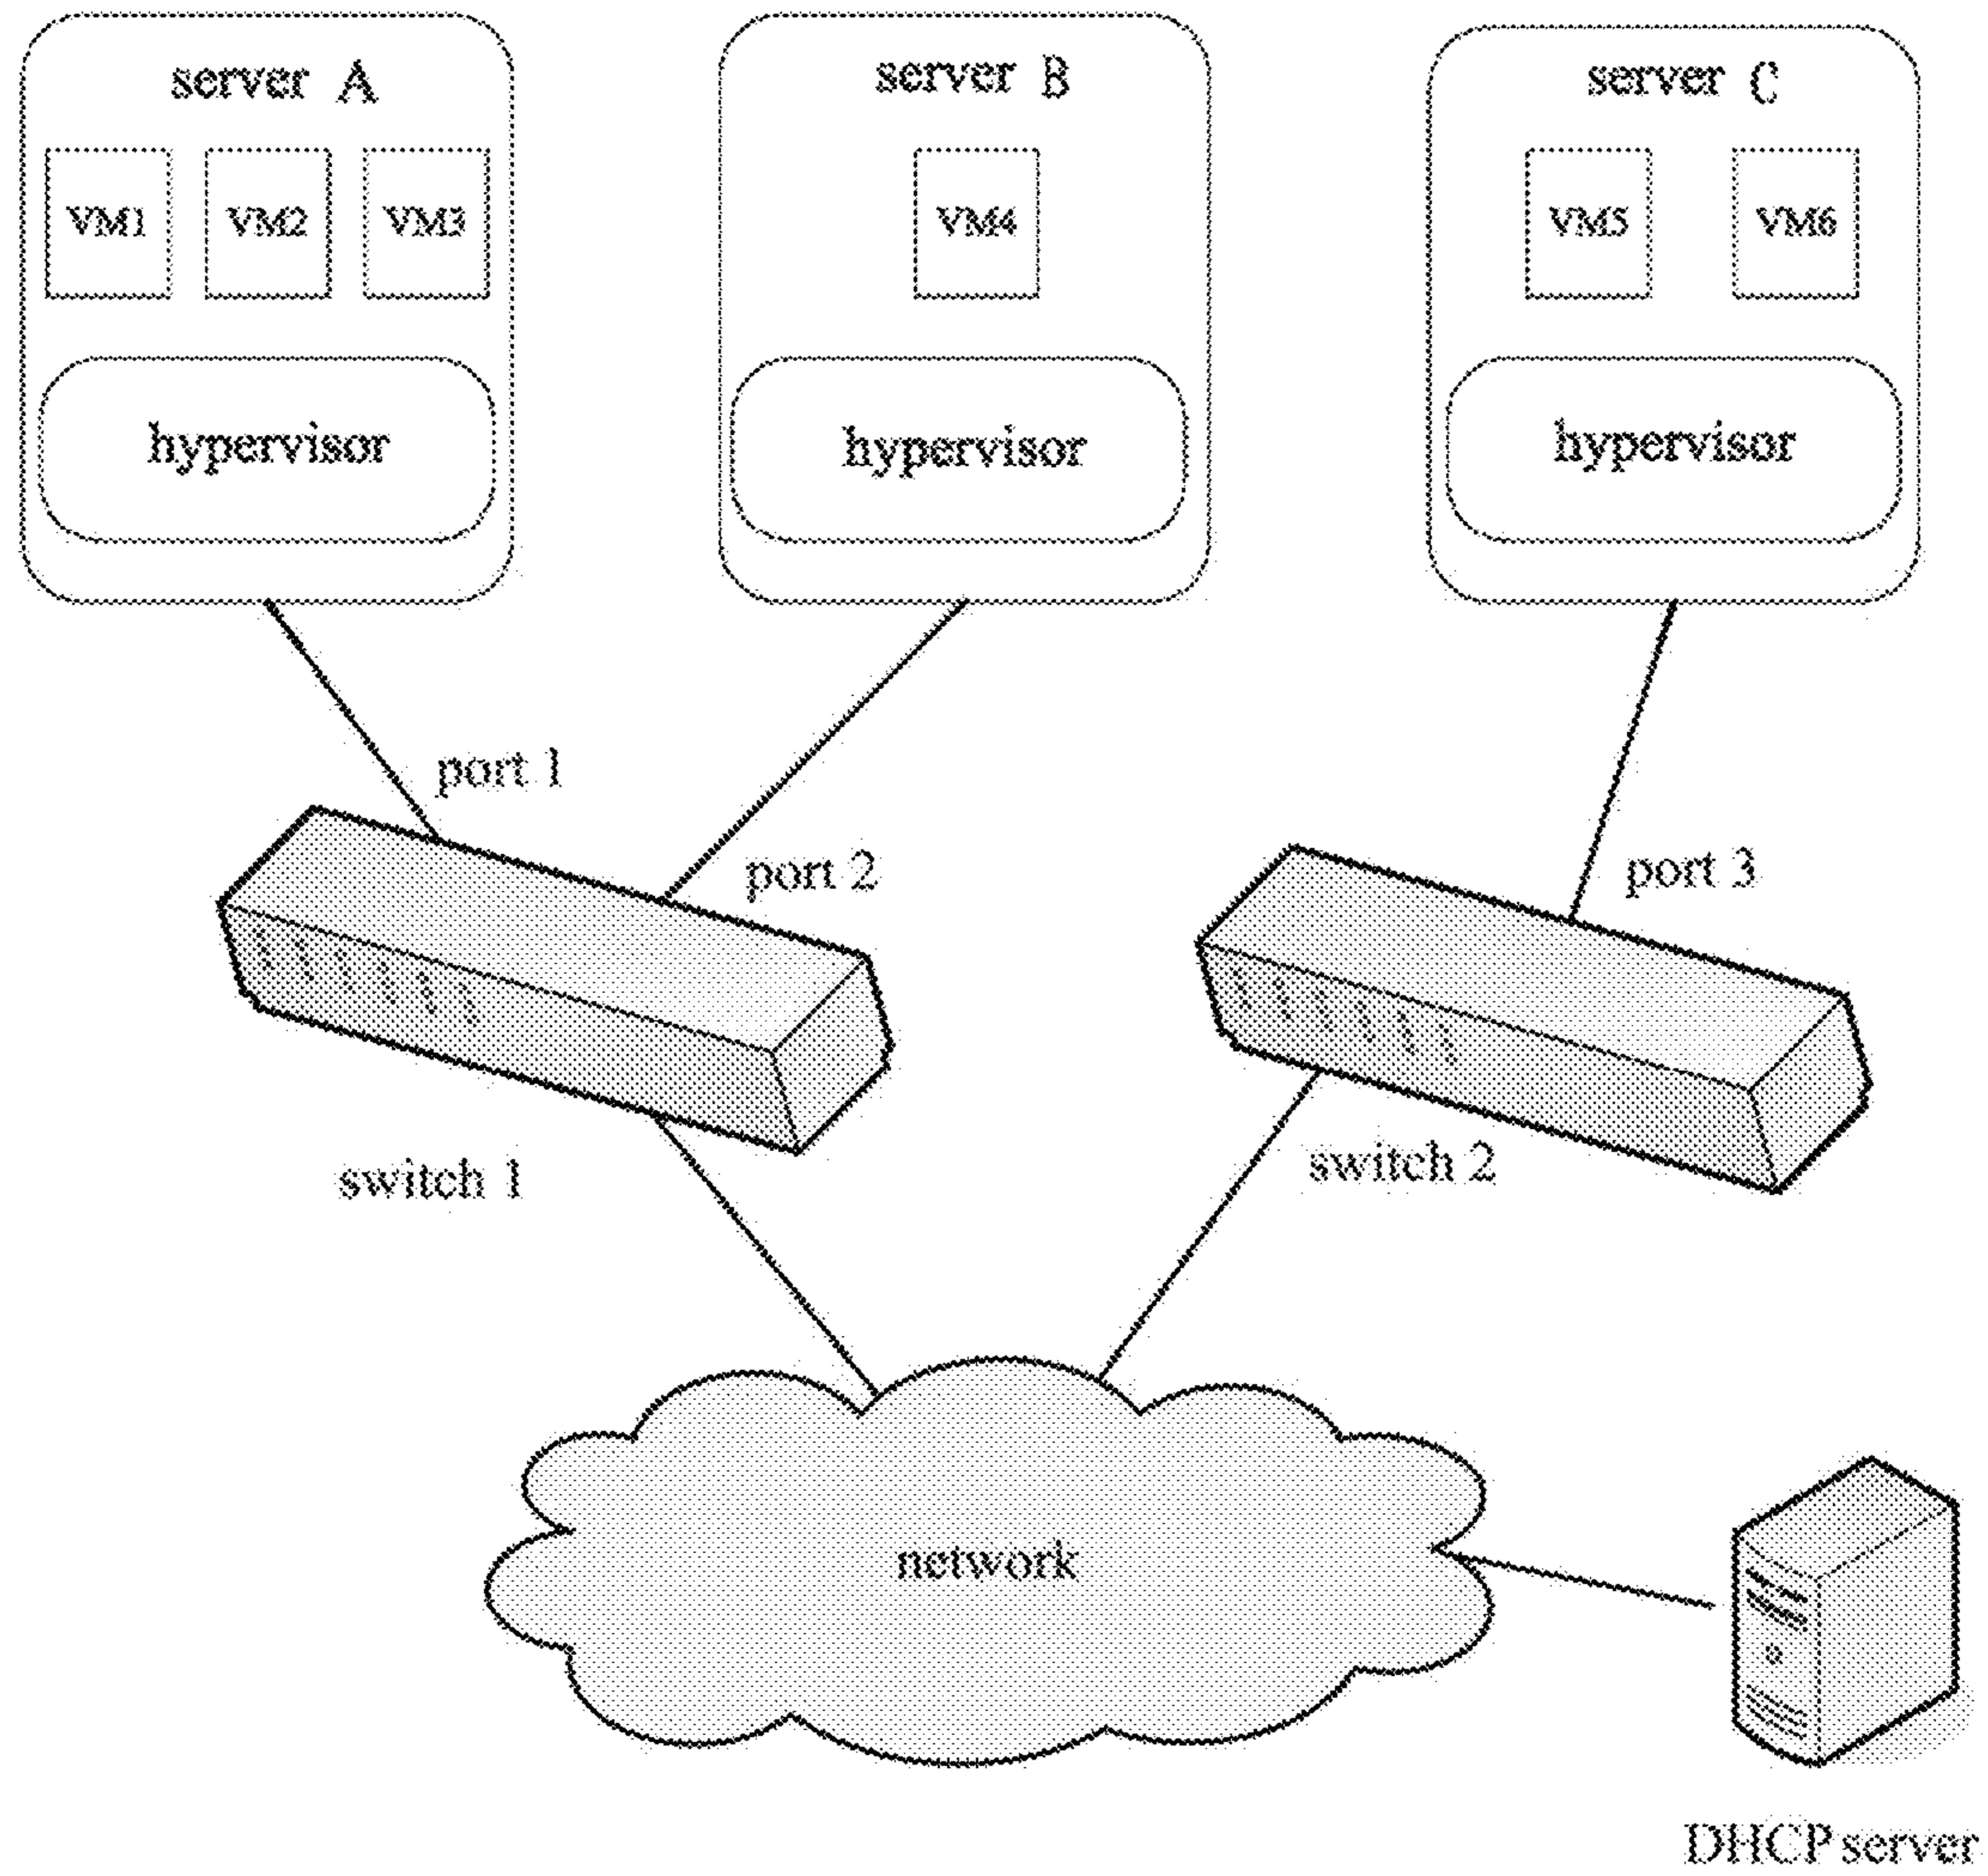 server A
server B
server C
VM1
VM2
VM3
VM4
VM5
VM6
hypervisor
hypervisor
hypervisor
port 1
port 2
port 3
switch 1
switch 2
network
DHCP server